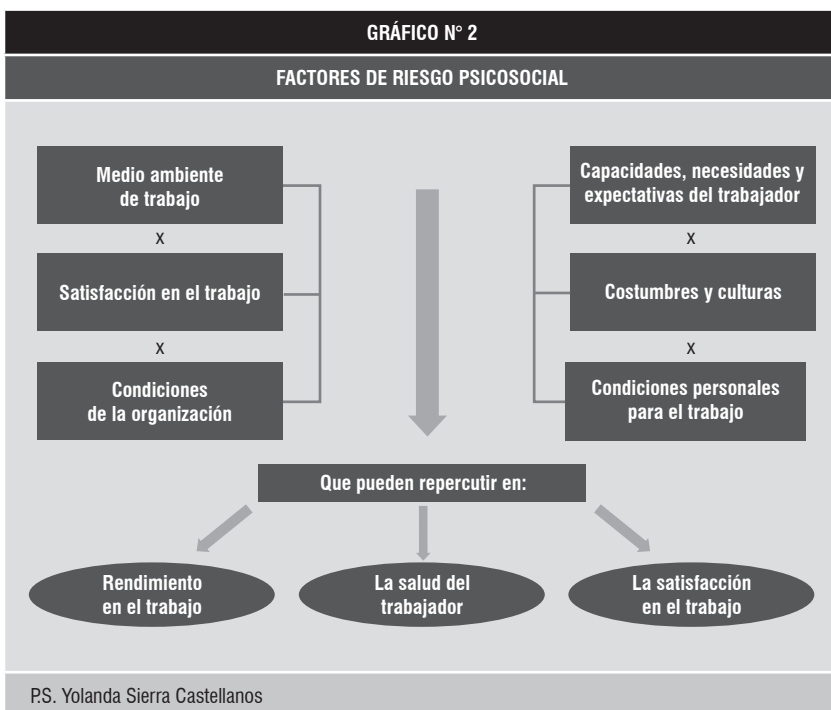 GRÁFICO N° 2
FACTORES DE RIESGO PSICOSOCIAL
Medio ambiente
de trabajo
x
Satisfacción en el trabajo
x
Condiciones
de la organización
Capacidades, necesidades y
expectativas del trabajador
x
Costumbres y culturas
x
Condiciones personales
para el trabajo
Que pueden repercutir en:
Rendimiento
en el trabajo
La salud del
trabajador
La satisfacción
en el trabajo
P.S. Yolanda Sierra Castellanos